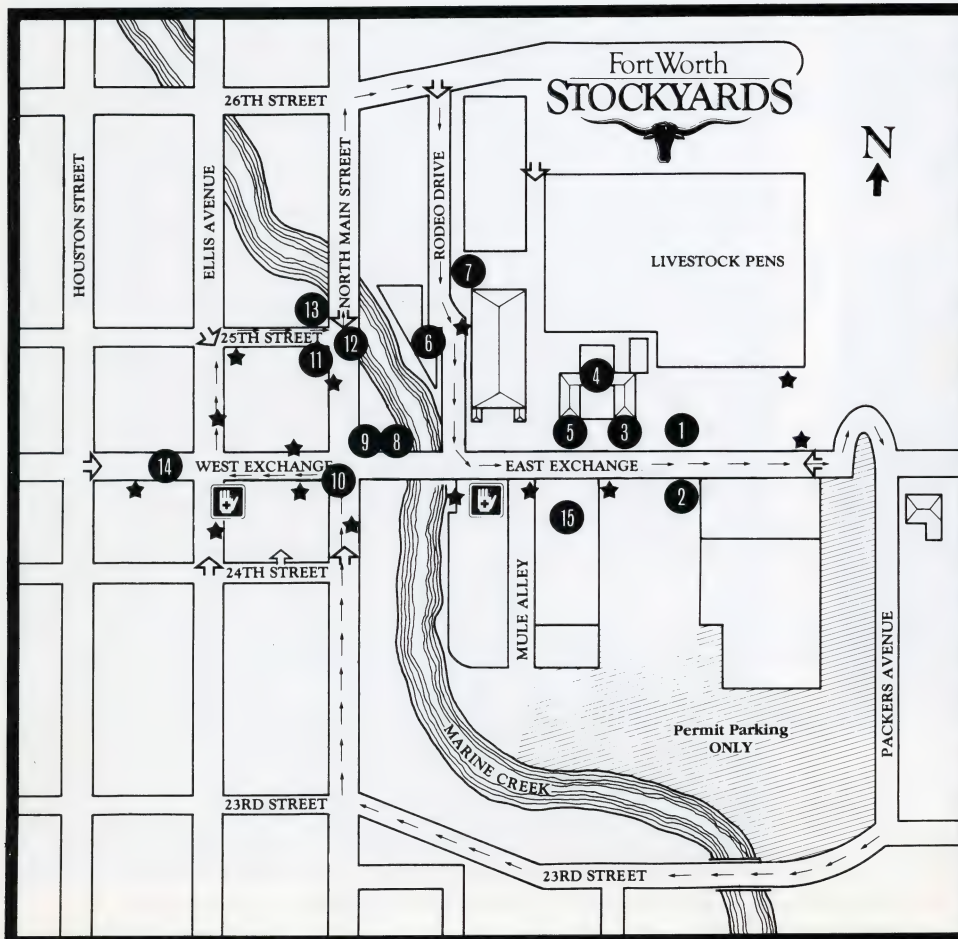 Fort Worth
STOCKYARDS
N
26TH STREET
HOUSTON STREET
ELLIS AVENUE
NORTH MAIN STREET
RODEO DRIVE
LIVESTOCK PENS
7
13
25TH STREET
12
6
11
4
9
8
5
3
1
14
WEST EXCHANGE
EAST EXCHANGE
10
2
15
24TH STREET
MULE ALLEY
MARINE CREEK
Permit Parking
ONLY
PACKERS AVENUE
23RD STREET
23RD STREET